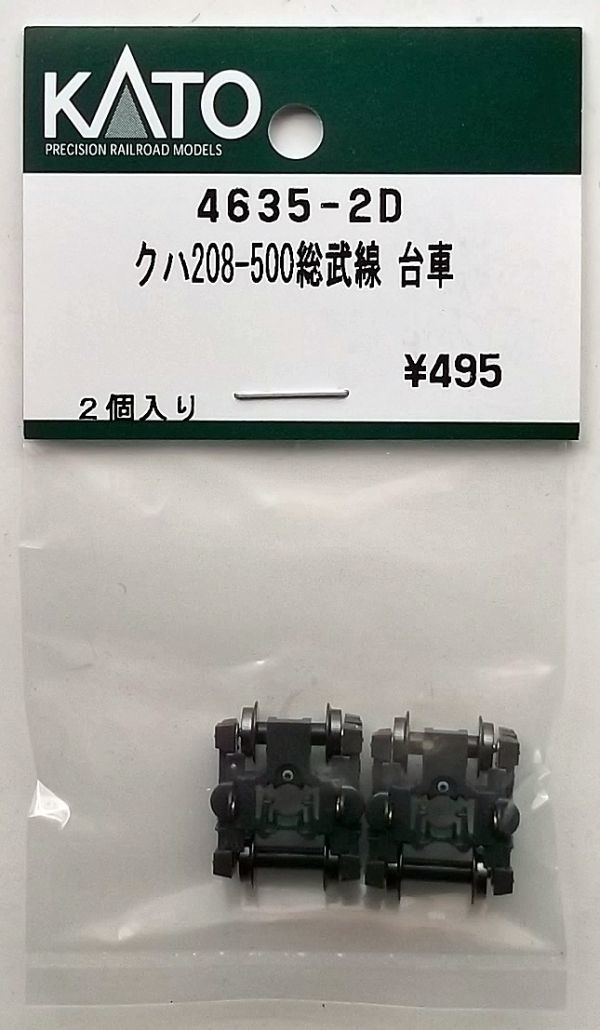 KATO
PRECISION RAILROAD MODELS
4635-2D
クハ208-500総武線 台車
¥495
2個入り